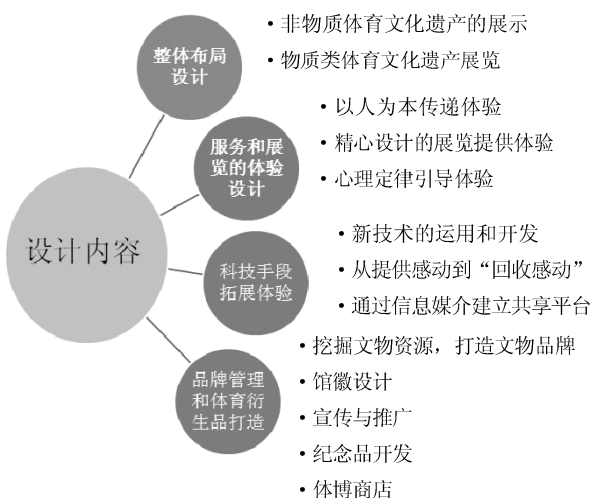 设计内容
整体布局
设计
·非物质体育文化遗产的展示
·物质类体育文化遗产展览
服务和展
览的体验
设计
·以人为本传递体验
·精心设计的展览提供体验
·心理定律引导体验
科技手段
拓展体验
·新技术的运用和开发
·从提供感动到“回收感动”
·通过信息媒介建立共享平台
品牌管理
和体育衍
生品打造
·挖掘文物资源，打造文物品牌
·馆徽设计
·宣传与推广
·纪念品开发
·体博商店